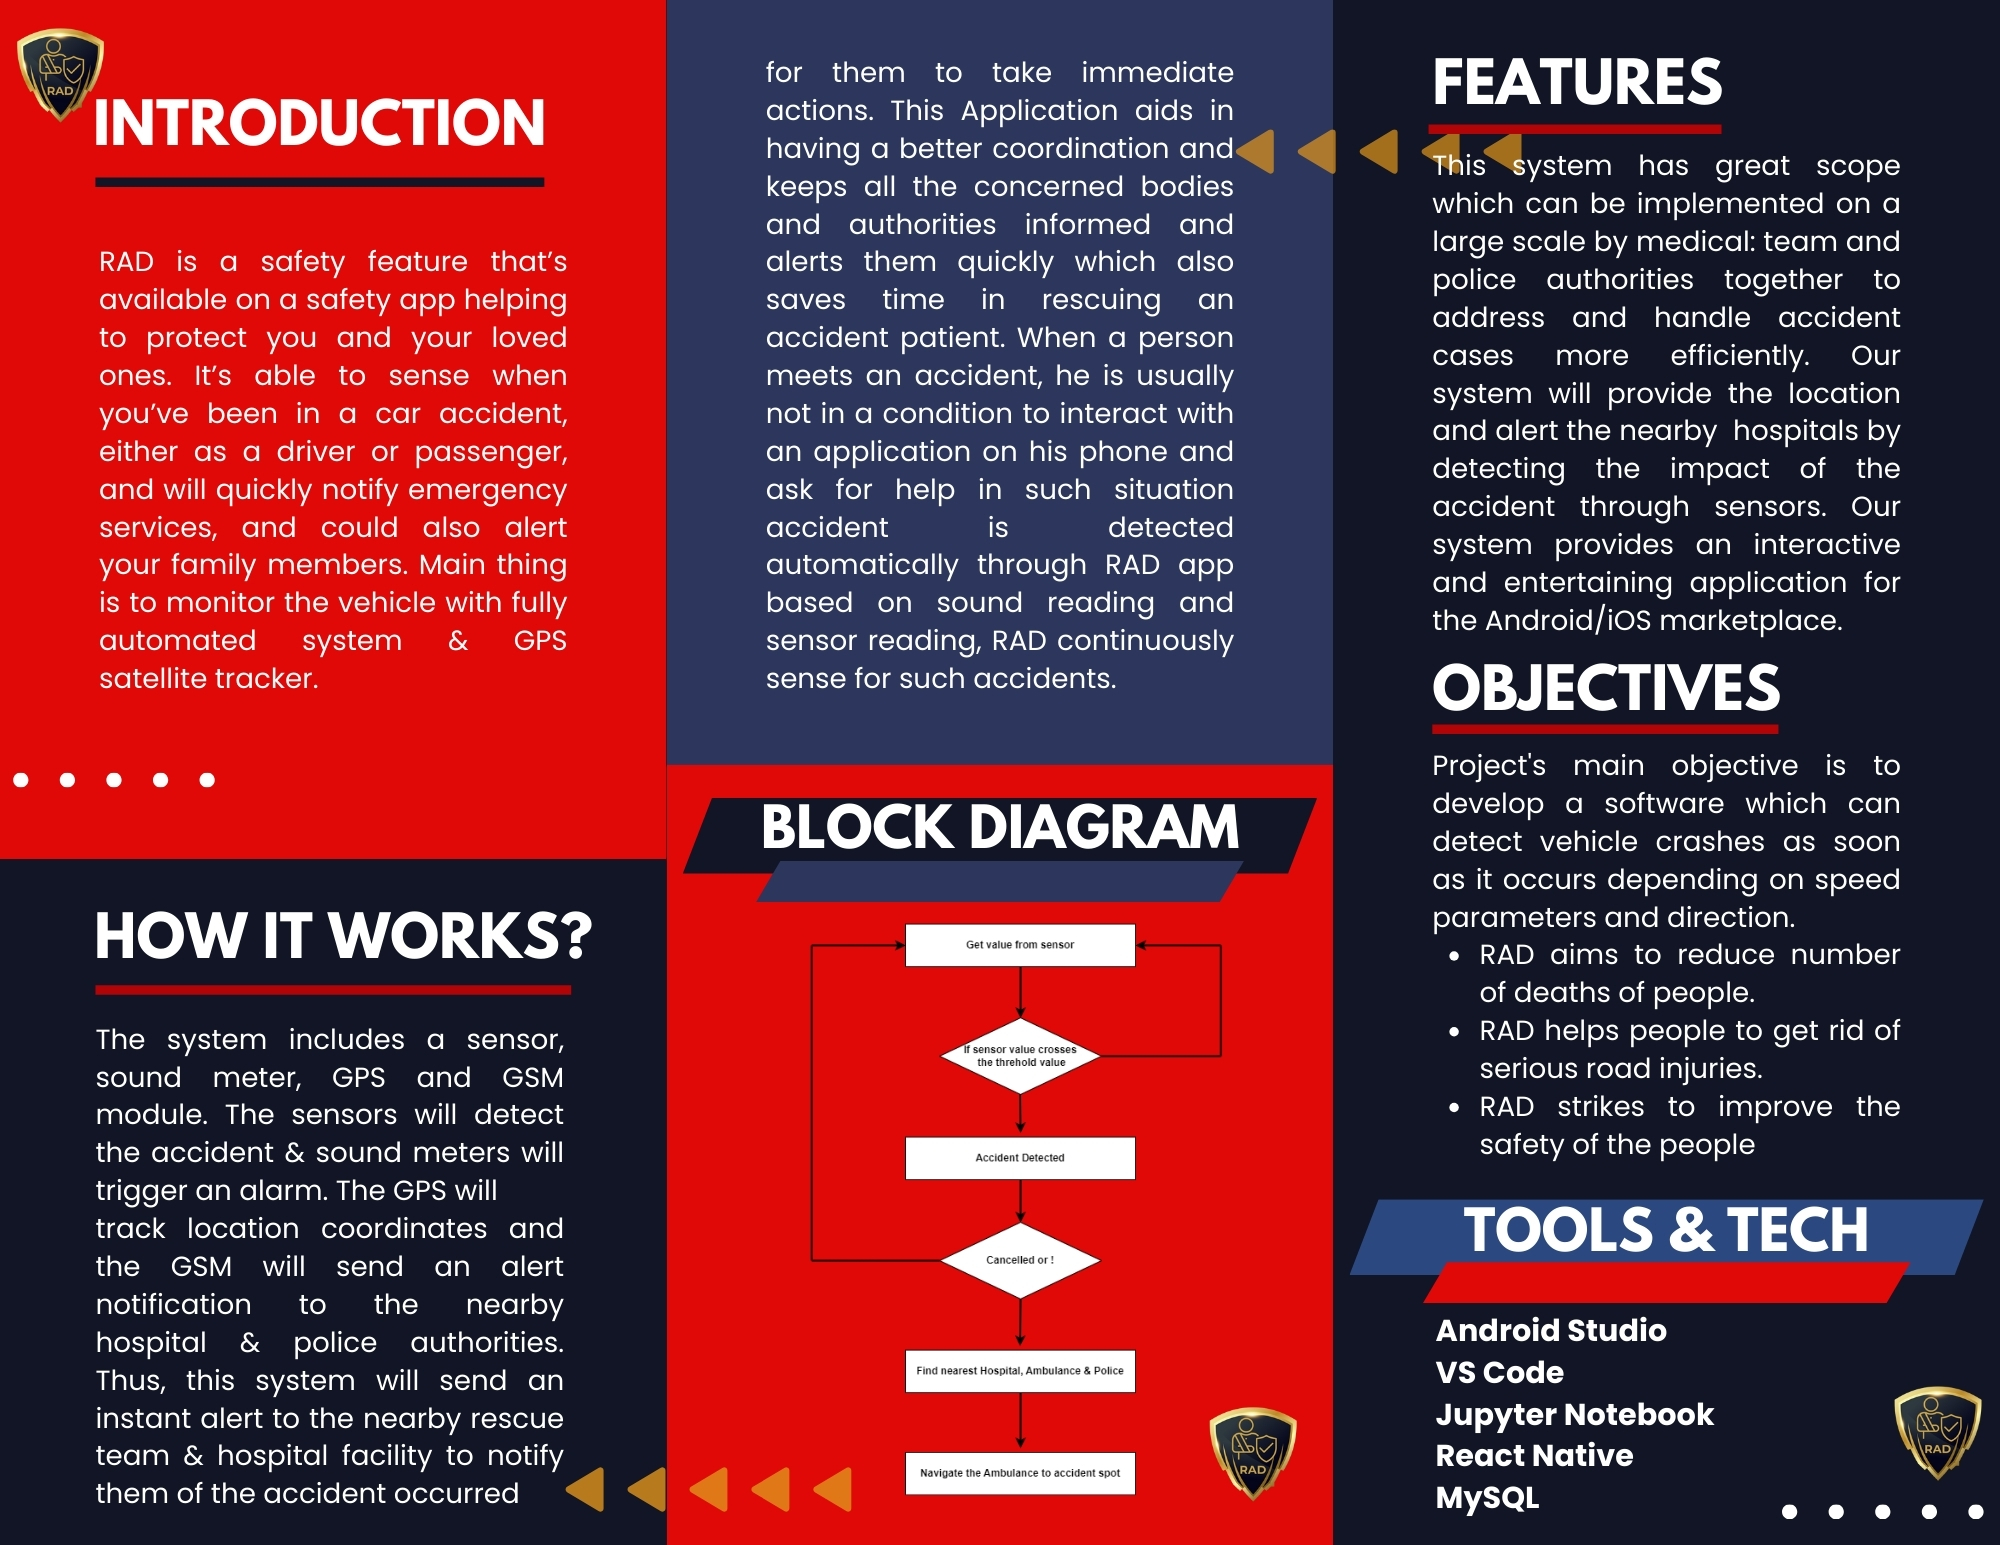 RAD
INTRODUCTION
RAD is a safety feature that’s
available on a safety app helping
to protect you and your loved
ones. It’s able to sense when
you’ve been in a car accident,
either as a driver or passenger,
and will quickly notify emergency
services, and could also alert
your family members. Main thing
is to monitor the vehicle with fully
automated system & GPS
satellite tracker.
HOW IT WORKS?
The system includes a sensor,
sound meter, GPS and GSM
module. The sensors will detect
the accident & sound meters will
trigger an alarm. The GPS will
track location coordinates and
the GSM will send an alert
notification to the nearby
hospital & police authorities.
Thus, this system will send an
instant alert to the nearby rescue
team & hospital facility to notify
them of the accident occurred
for them to take immediate
actions. This Application aids in
having a better coordination and
keeps all the concerned bodies
and authorities informed and
alerts them quickly which also
saves time in rescuing an
accident patient. When a person
meets an accident, he is usually
not in a condition to interact with
an application on his phone and
ask for help in such situation
accident is detected
automatically through RAD app
based on sound reading and
sensor reading, RAD continuously
sense for such accidents.
BLOCK DIAGRAM
Get value from sensor
If sensor value crosses
the threhold value
Accident Detected
Cancelled or !
Find nearest Hospital, Ambulance & Police
Navigate the Ambulance to accident spot
RAD
FEATURES
This system has great scope
which can be implemented on a
large scale by medical: team and
police authorities together to
address and handle accident
cases more efficiently. Our
system will provide the location
and alert the nearby hospitals by
detecting the impact of the
accident through sensors. Our
system provides an interactive
and entertaining application for
the Android/iOS marketplace.
OBJECTIVES
Project's main objective is to
develop a software which can
detect vehicle crashes as soon
as it occurs depending on speed
parameters and direction.
• RAD aims to reduce number
of deaths of people.
• RAD helps people to get rid of
serious road injuries.
• RAD strikes to improve the
safety of the people
TOOLS & TECH
Android Studio
VS Code
Jupyter Notebook
React Native
MySQL
RAD